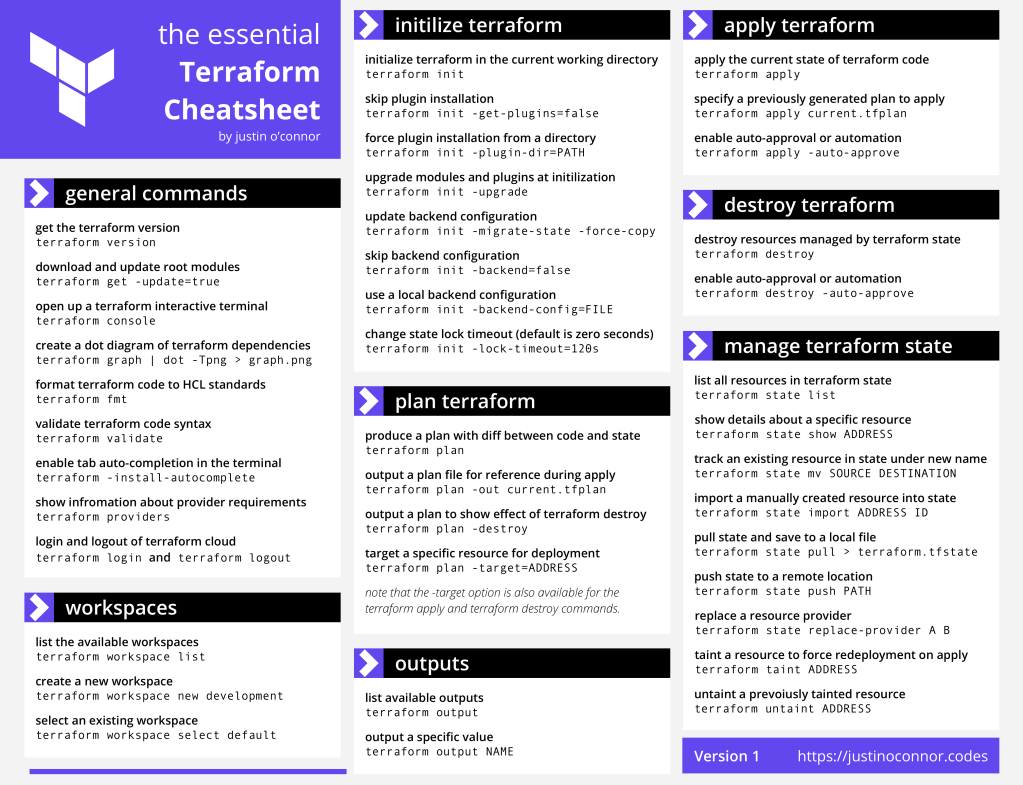 the essential
Terraform
Cheatsheet
by justin o'connor
general commands
get the terraform version
terraform version
download and update root modules
terraform get -update=true
open up a terraform interactive terminal
terraform console
create a dot diagram of terraform dependencies
terraform graph | dot -Tpng > graph.png
format terraform code to HCL standards
terraform fmt
validate terraform code syntax
terraform validate
enable tab auto-completion in the terminal
terraform -install-autocomplete
show infromation about provider requirements
terraform providers
login and logout of terraform cloud
terraform login and terraform logout
workspaces
list the available workspaces
terraform workspace list
create a new workspace
terraform workspace new development
select an existing workspace
terraform workspace select default
initilize terraform
initialize terraform in the current working directory
terraform init
skip plugin installation
terraform init -get-plugins=false
force plugin installation from a directory
terraform init -plugin-dir=PATH
upgrade modules and plugins at initilization
terraform init -upgrade
update backend configuration
terraform init -migrate-state -force-copy
skip backend configuration
terraform init -backend=false
use a local backend configuration
terraform init -backend-config=FILE
change state lock timeout (default is zero seconds)
terraform init -lock-timeout=120s
plan terraform
produce a plan with diff between code and state
terraform plan
output a plan file for reference during apply
terraform plan -out current.tfplan
output a plan to show effect of terraform destroy
terraform plan -destroy
target a specific resource for deployment
terraform plan -target=ADDRESS
note that the -target option is also available for the
terraform apply and terraform destroy commands.
outputs
list available outputs
terraform output
output a specific value
terraform output NAME
apply terraform
apply the current state of terraform code
terraform apply
specify a previously generated plan to apply
terraform apply current.tfplan
enable auto-approval or automation
terraform apply -auto-approve
destroy terraform
destroy resources managed by terraform state
terraform destroy
enable auto-approval or automation
terraform destroy -auto-approve
manage terraform state
list all resources in terraform state
terraform state list
show details about a specific resource
terraform state show ADDRESS
track an existing resource in state under new name
terraform state mv SOURCE DESTINATION
import a manually created resource into state
terraform state import ADDRESS ID
pull state and save to a local file
terraform state pull > terraform.tfstate
push state to a remote location
terraform state push PATH
replace a resource provider
terraform state replace-provider A B
taint a resource to force redeployment on apply
terraform taint ADDRESS
untaint a prevoiusly tainted resource
terraform untaint ADDRESS
Version 1 https://justinoconnor.codes